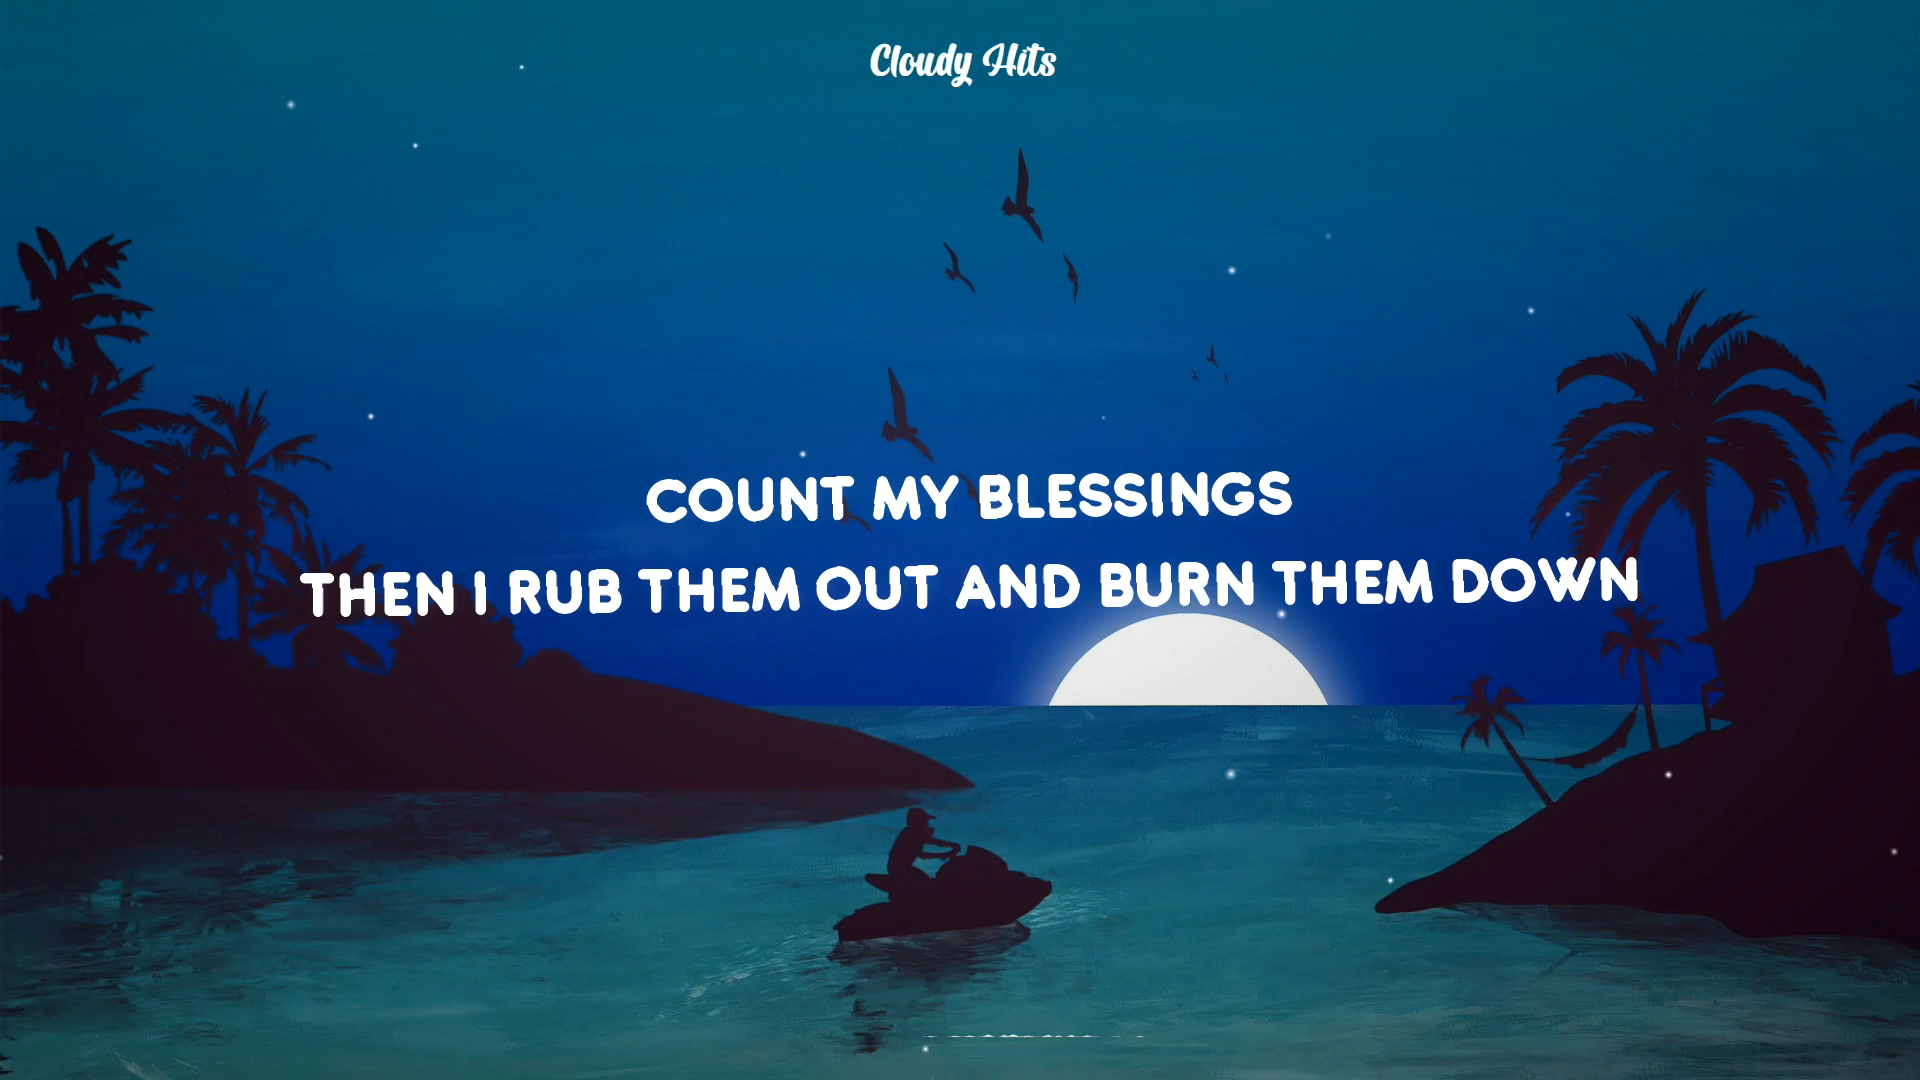 Cloudy Hits
COUNT MY BLESSINGS
THEN I RUB THEM OUT AND BURN THEM DOWN